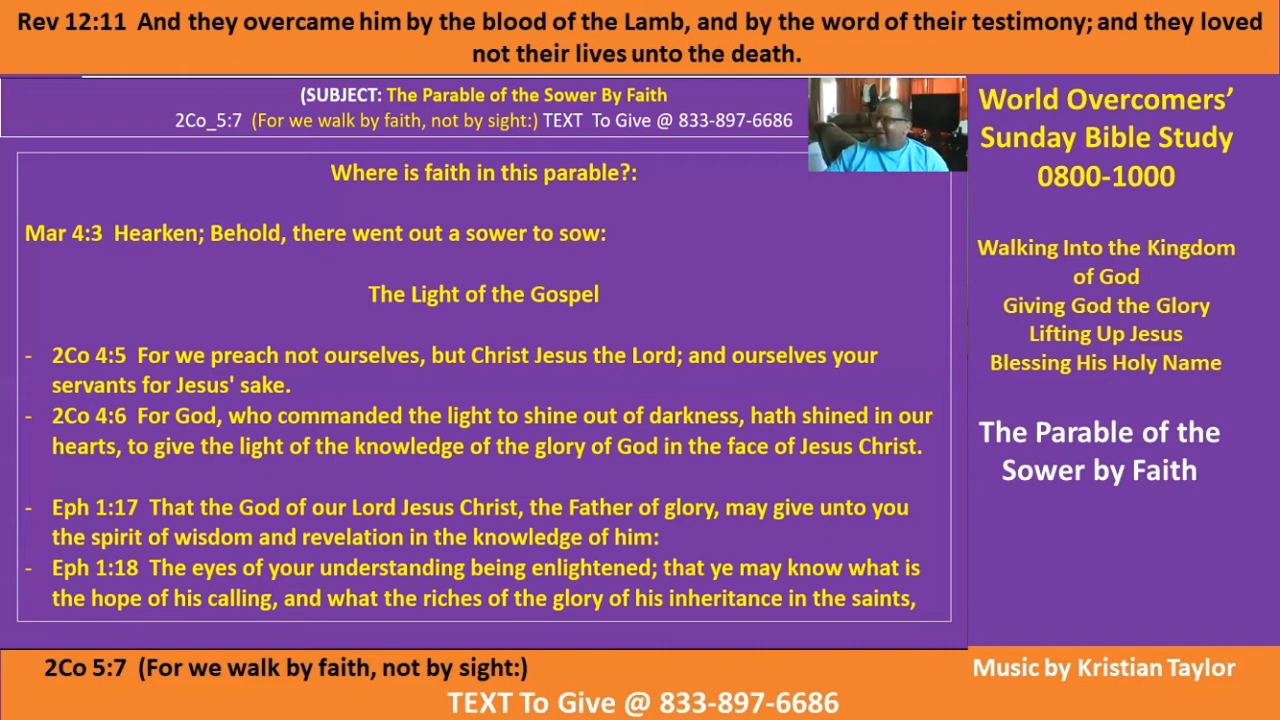 Rev 12:11 And they overcame him by the blood of the Lamb, and by the word of their testimony; and they loved
not their lives unto the death.
(SUBJECT: The Parable of the Sower By Faith
2Co_5:7 (For we walk by faith, not by sight:) TEXT To Give @ 833-897-6686
Where is faith in this parable?:
Mar 4:3 Hearken; Behold, there went out a sower to sow:
The Light of the Gospel
- 2Co 4:5 For we preach not ourselves, but Christ Jesus the Lord; and ourselves your
servants for Jesus' sake.
- 2Co 4:6 For God, who commanded the light to shine out of darkness, hath shined in our
hearts, to give the light of the knowledge of the glory of God in the face of Jesus Christ.
- Eph 1:17 That the God of our Lord Jesus Christ, the Father of glory, may give unto you
the spirit of wisdom and revelation in the knowledge of him:
- Eph 1:18 The eyes of your understanding being enlightened; that ye may know what is
the hope of his calling, and what the riches of the glory of his inheritance in the saints,
World Overcomers’
Sunday Bible Study
0800-1000
Walking Into the Kingdom
of God
Giving God the Glory
Lifting Up Jesus
Blessing His Holy Name
The Parable of the
Sower by Faith
2Co 5:7 (For we walk by faith, not by sight:)
Music by Kristian Taylor
TEXT To Give @ 833-897-6686